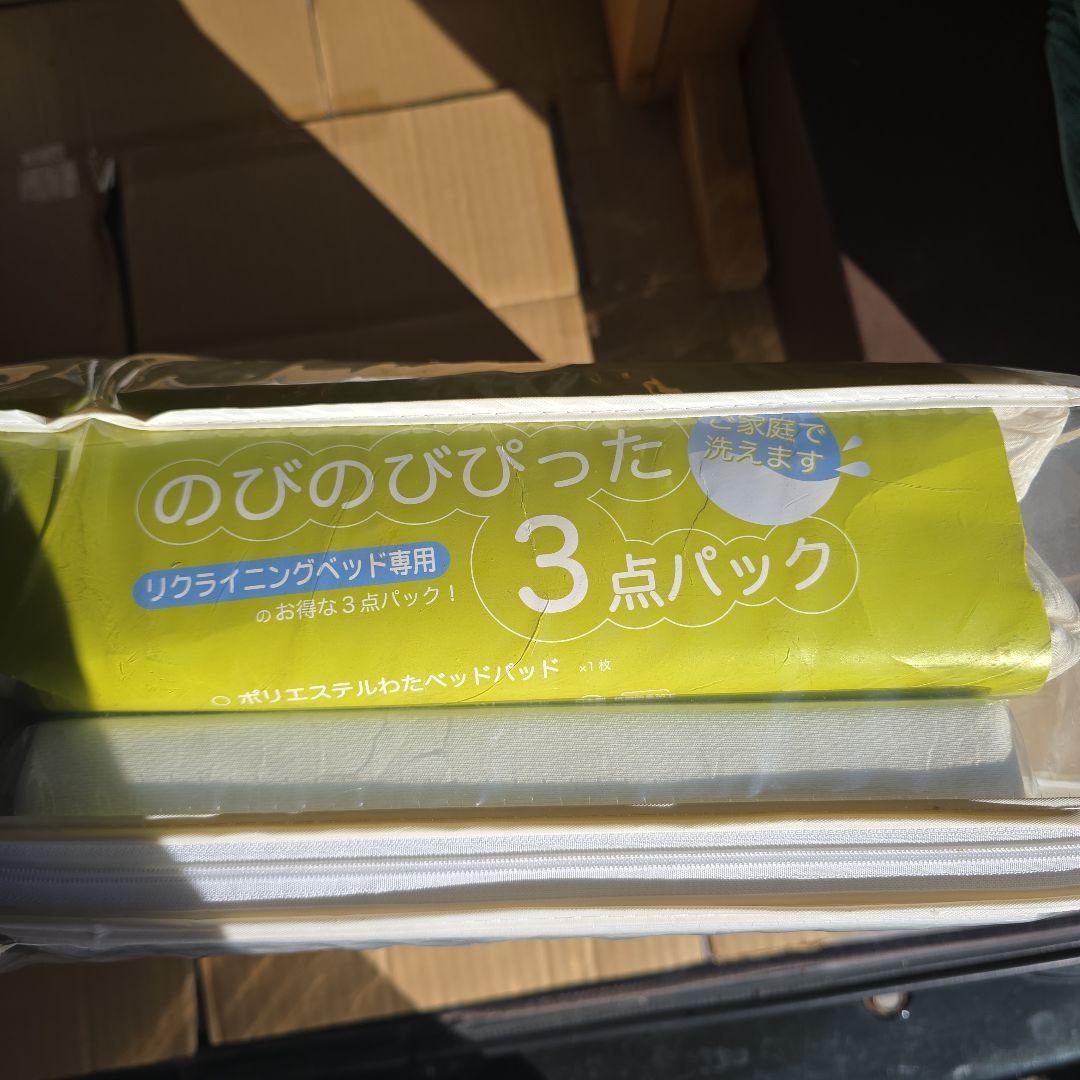 のびのびぴった
ご家庭で
洗えます
3点パック
リクライニングベッド専用
のお得な3点パック！
○ ポリエステルわたベッドパッド ×1枚